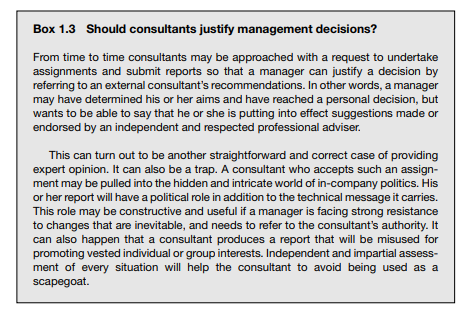 Box 1.3 Should consultants justify management decisions?
From time to time consultants may be approached with a request to undertake
assignments and submit reports so that a manager can justify a decision by
referring to an external consultant's recommendations. In other words, a manager
may have determined his or her aims and have reached a personal decision, but
wants to be able to say that he or she is putting into effect suggestions made or
endorsed by an independent and respected professional adviser.
This can turn out to be another straightforward and correct case of providing
expert opinion. It can also be a trap. A consultant who accepts such an assign-
ment may be pulled into the hidden and intricate world of in-company politics. His
or her report will have a political role in addition to the technical message it carries.
This role may be constructive and useful if a manager is facing strong resistance
to changes that are inevitable, and needs to refer to the consultant's authority. It
can also happen that a consultant produces a report that will be misused for
promoting vested individual or group interests. Independent and impartial assess-
ment of every situation will help the consultant to avoid being used as a
scapegoat.